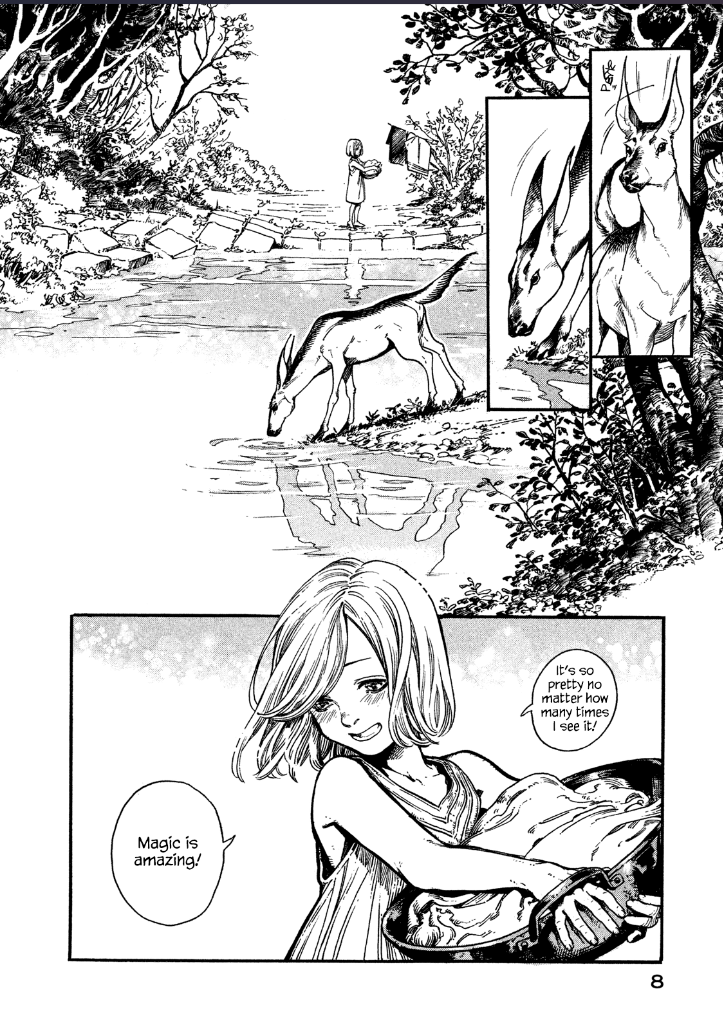 It's so
pretty no
matter how
many times
I see it!
Magic is
amazing!
8